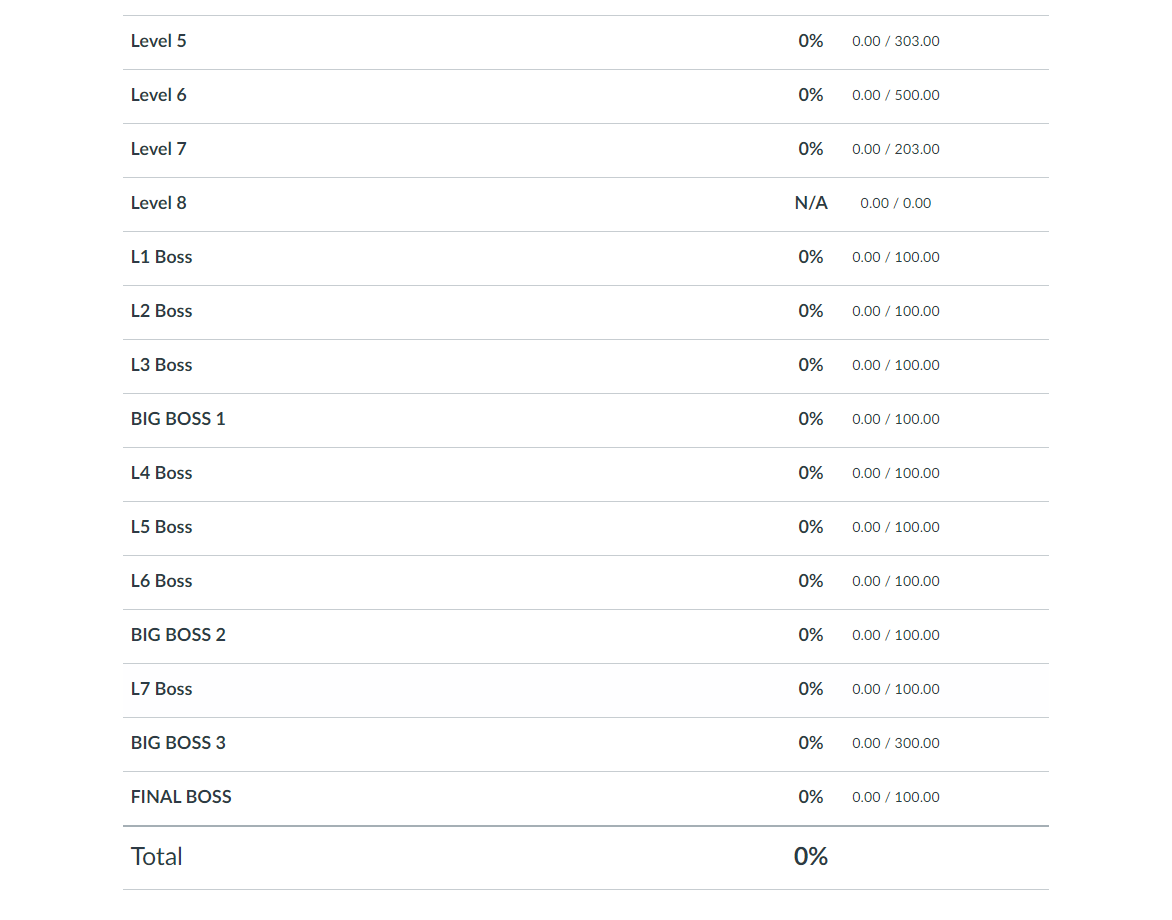 Level 5 0% 0.00 / 303.00
Level 6 0% 0.00 / 500.00
Level 7 0% 0.00 / 203.00
Level 8 N/A 0.00 / 0.00
L1 Boss 0% 0.00 / 100.00
L2 Boss 0% 0.00 / 100.00
L3 Boss 0% 0.00 / 100.00
BIG BOSS 1 0% 0.00 / 100.00
L4 Boss 0% 0.00 / 100.00
L5 Boss 0% 0.00 / 100.00
L6 Boss 0% 0.00 / 100.00
BIG BOSS 2 0% 0.00 / 100.00
L7 Boss 0% 0.00 / 100.00
BIG BOSS 3 0% 0.00 / 300.00
FINAL BOSS 0% 0.00 / 100.00
Total 0%